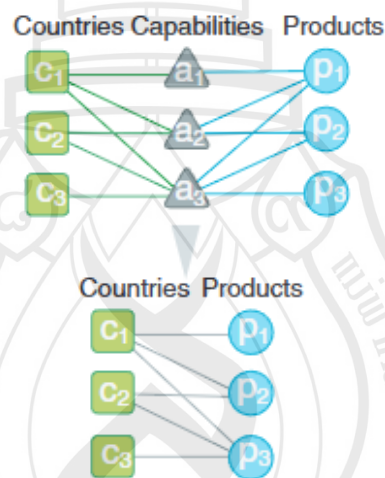 Countries Capabilities Products
c₁ a₁ p₁
c₂ a₂ p₂
c₃ a₃ p₃
Countries Products
c₁ p₁
c₂ p₂
c₃ p₃